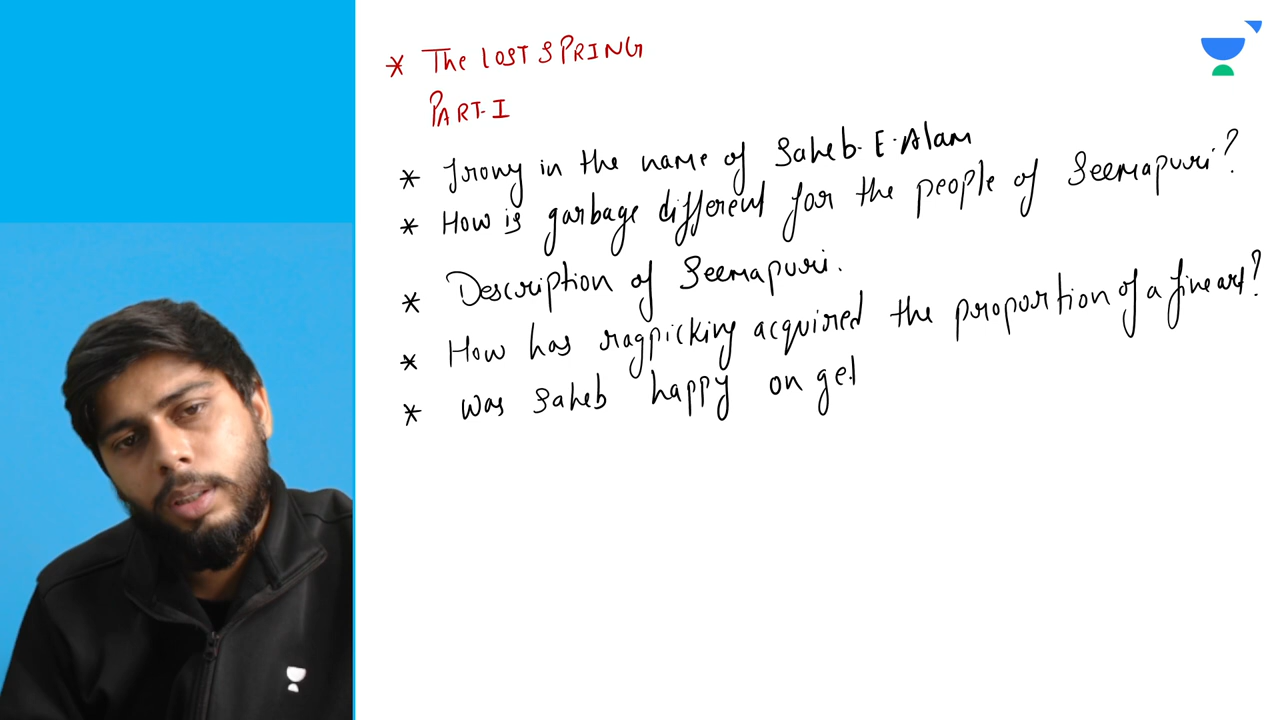 * The LOST SPRING
PART-I
* Irony in the name of Saheb-E-Alam
* How is garbage different for the people of Seemapuri?
* Description of Seemapuri.
* How has ragpicking acquired the proportion of a fine art?
* was Saheb happy on get